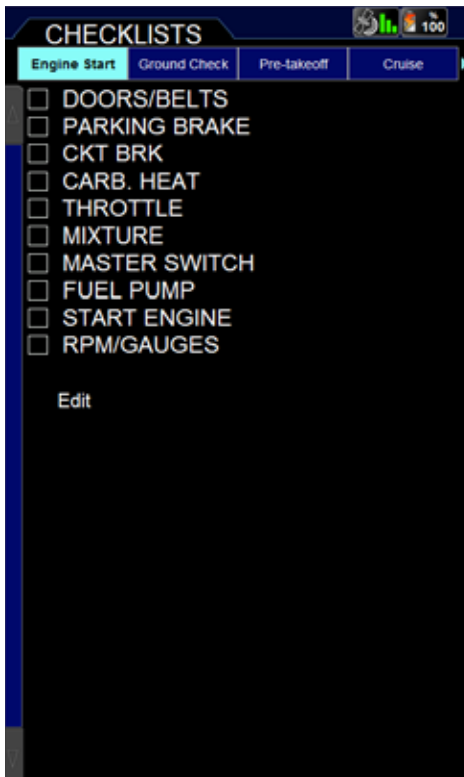 CHECKLISTS
%
100
Engine Start Ground Check Pre-takeoff Cruise
DOORS/BELTS
PARKING BRAKE
CKT BRK
CARB. HEAT
THROTTLE
MIXTURE
MASTER SWITCH
FUEL PUMP
START ENGINE
RPM/GAUGES
Edit